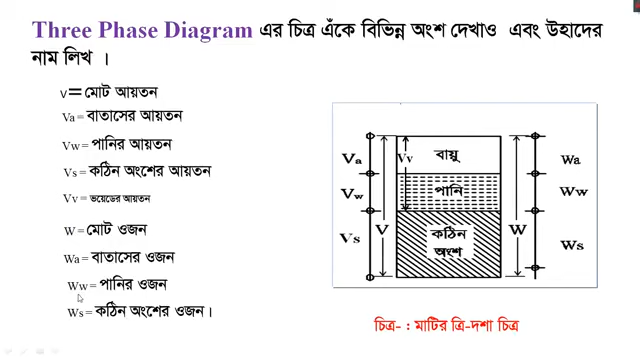 Three Phase Diagram এর চিত্র এঁকে বিভিন্ন অংশ দেখাও এবং উহাদের
নাম লিখ ।
v=মোট আয়তন
Va=বাতাসের আয়তন
Vw=পানির আয়তন
Vs=কঠিন অংশের আয়তন
Vv=ভয়েডের আয়তন
W=মোট ওজন
Wa=বাতাসের ওজন
Ww=পানির ওজন
Ws=কঠিন অংশের ওজন।
Va
Vw
Vs
V
Vv
বায়ু
পানি
কঠিন
অংশ
W
Wa
Ww
Ws
চিত্র- : মাটির ত্রি-দশা চিত্র